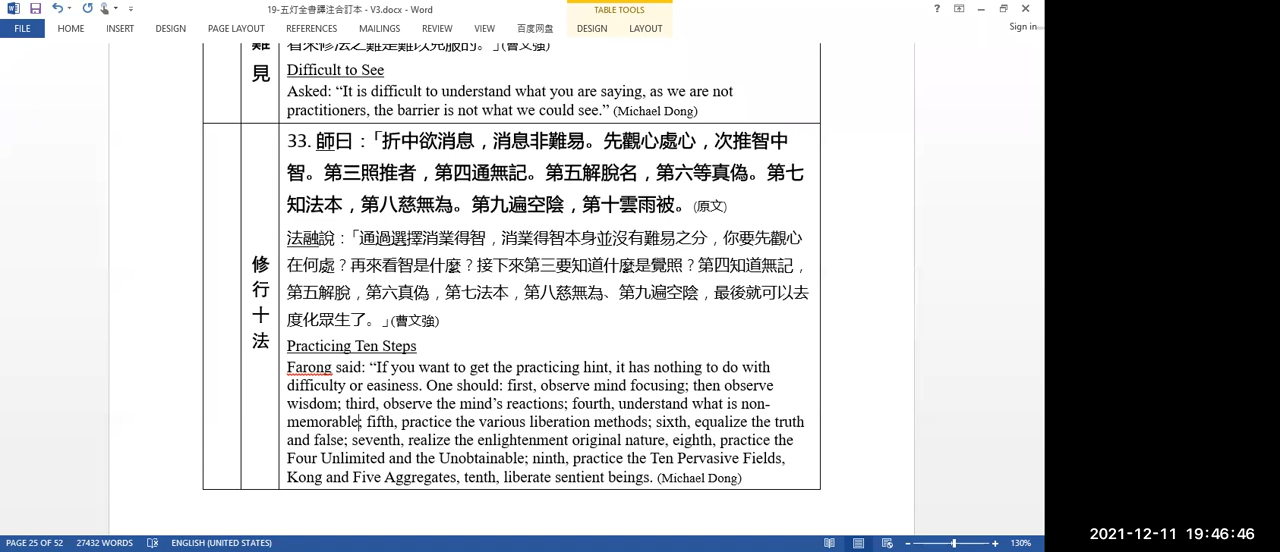 19-五灯全書譯注合訂本 - V3.docx - Word
TABLE TOOLS
Sign in
FILE HOME INSERT DESIGN PAGE LAYOUT REFERENCES MAILINGS REVIEW VIEW 百度网盘 DESIGN LAYOUT
難見
看來修法之難是難以克服的。」(曹文強)
Difficult to See
Asked: “It is difficult to understand what you are saying, as we are not
practitioners, the barrier is not what we could see.” (Michael Dong)
修行十法
33. 師曰：「折中欲消息，消息非難易。先觀心處心，次推智中
智。第三照推者，第四通無記。第五解脫名，第六等真偽。第七
知法本，第八慈無為。第九遍空陰，第十雲雨被。(原文)
法融說：「通過選擇消業得智，消業得智本身並沒有難易之分，你要先觀心
在何處？再來看智是什麼？接下來第三要知道什麼是覺照？第四知道無記，
第五解脫，第六真偽，第七法本，第八慈無為、第九遍空陰，最後就可以去
度化眾生了。」(曹文強)
Practicing Ten Steps
Farong said: “If you want to get the practicing hint, it has nothing to do with
difficulty or easiness. One should: first, observe mind focusing; then observe
wisdom; third, observe the mind’s reactions; fourth, understand what is non-
memorable; fifth, practice the various liberation methods; sixth, equalize the truth
and false; seventh, realize the enlightenment original nature, eighth, practice the
Four Unlimited and the Unobtainable; ninth, practice the Ten Pervasive Fields,
Kong and Five Aggregates, tenth, liberate sentient beings. (Michael Dong)
2021-12-11 19:46:46
PAGE 25 OF 52 27432 WORDS ENGLISH (UNITED STATES) 130%